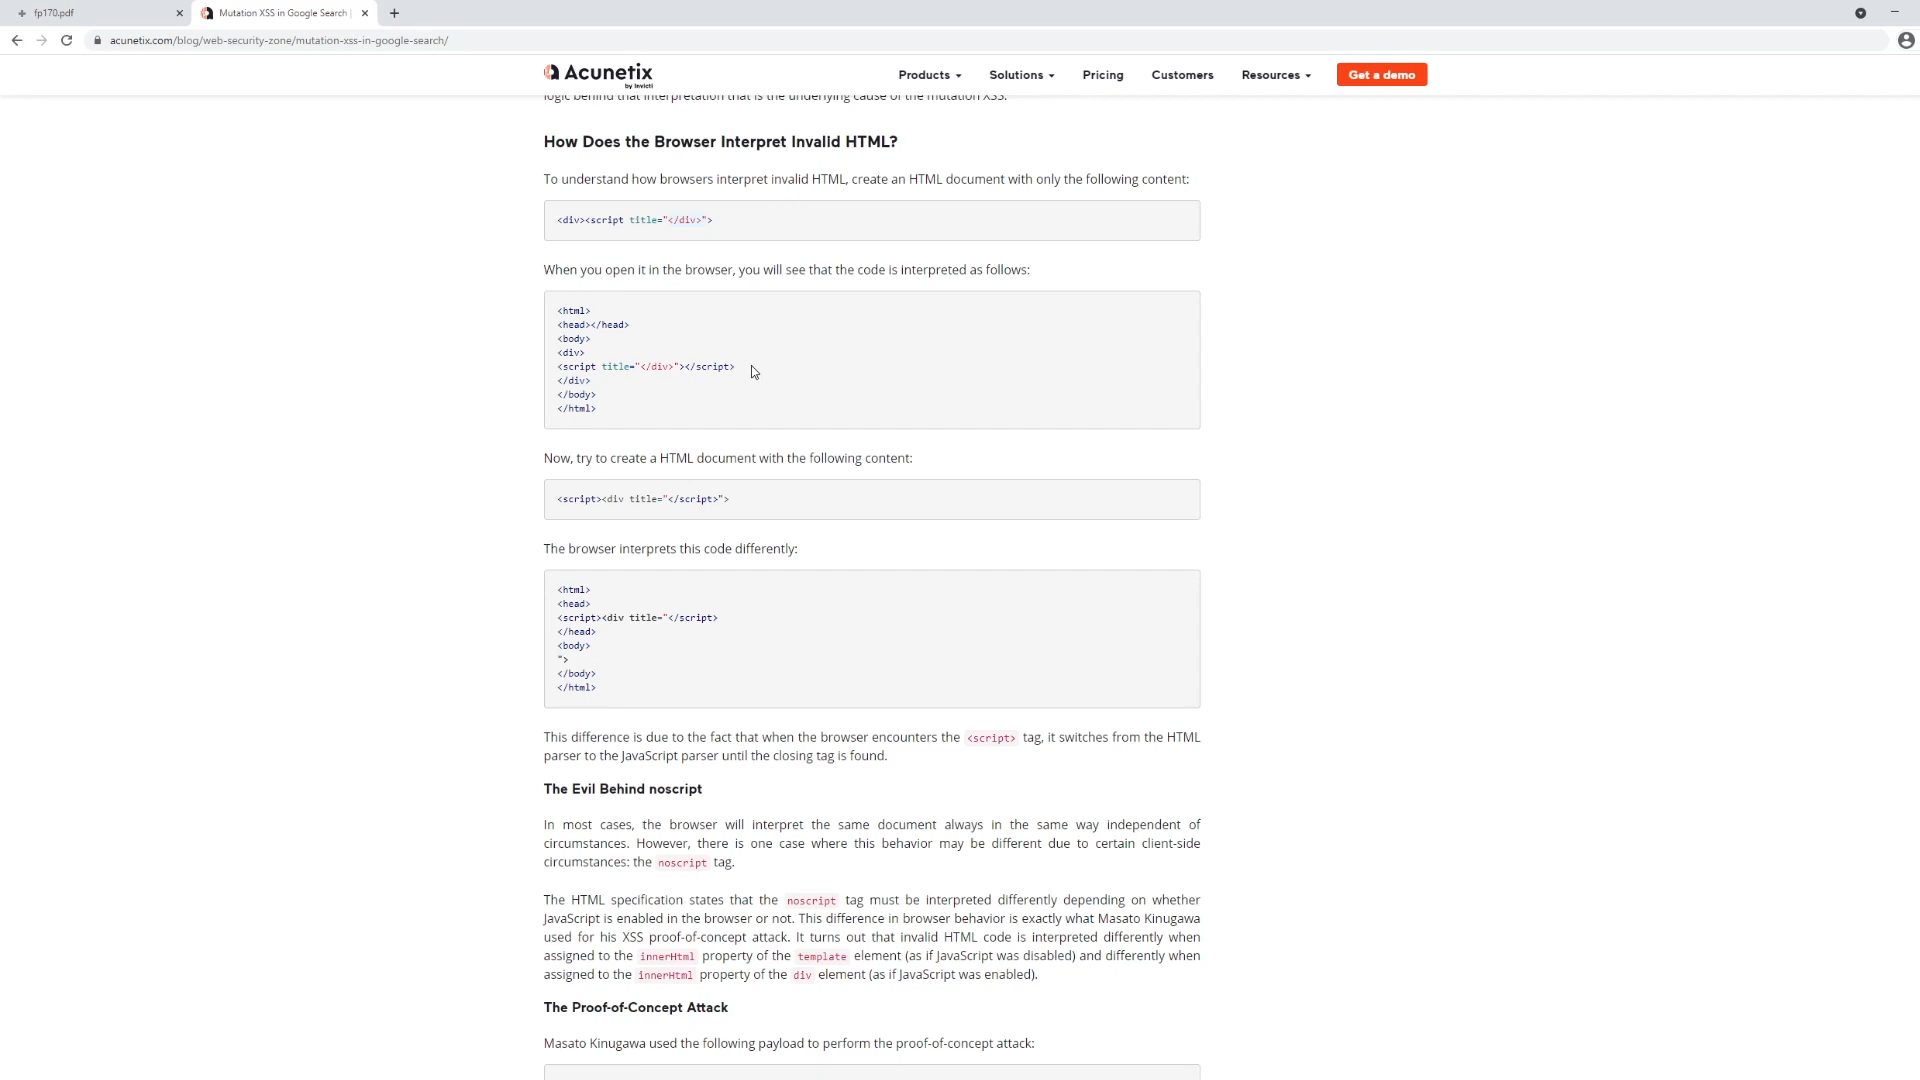 fp170.pdf
Mutation XSS in Google Search |
acunetix.com/blog/web-security-zone/mutation-xss-in-google-search/
Acunetix
by Invicti
Products
Solutions
Pricing
Customers
Resources
Get a demo
logic behind that interpretation that is the underlying cause of the mutation XSS.
How Does the Browser Interpret Invalid HTML?
To understand how browsers interpret invalid HTML, create an HTML document with only the following content:
<div><script title="</div>">
When you open it in the browser, you will see that the code is interpreted as follows:
<html>
<head></head>
<body>
<div>
<script title="</div>"></script>
</div>
</body>
</html>
Now, try to create a HTML document with the following content:
<script><div title="</script>">
The browser interprets this code differently:
<html>
<head>
<script><div title="</script>
</head>
<body>
">
</body>
</html>
This difference is due to the fact that when the browser encounters the <script> tag, it switches from the HTML
parser to the JavaScript parser until the closing tag is found.
The Evil Behind noscript
In most cases, the browser will interpret the same document always in the same way independent of
circumstances. However, there is one case where this behavior may be different due to certain client-side
circumstances: the noscript tag.
The HTML specification states that the noscript tag must be interpreted differently depending on whether
JavaScript is enabled in the browser or not. This difference in browser behavior is exactly what Masato Kinugawa
used for his XSS proof-of-concept attack. It turns out that invalid HTML code is interpreted differently when
assigned to the innerHtml property of the template element (as if JavaScript was disabled) and differently when
assigned to the innerHtml property of the div element (as if JavaScript was enabled).
The Proof-of-Concept Attack
Masato Kinugawa used the following payload to perform the proof-of-concept attack: